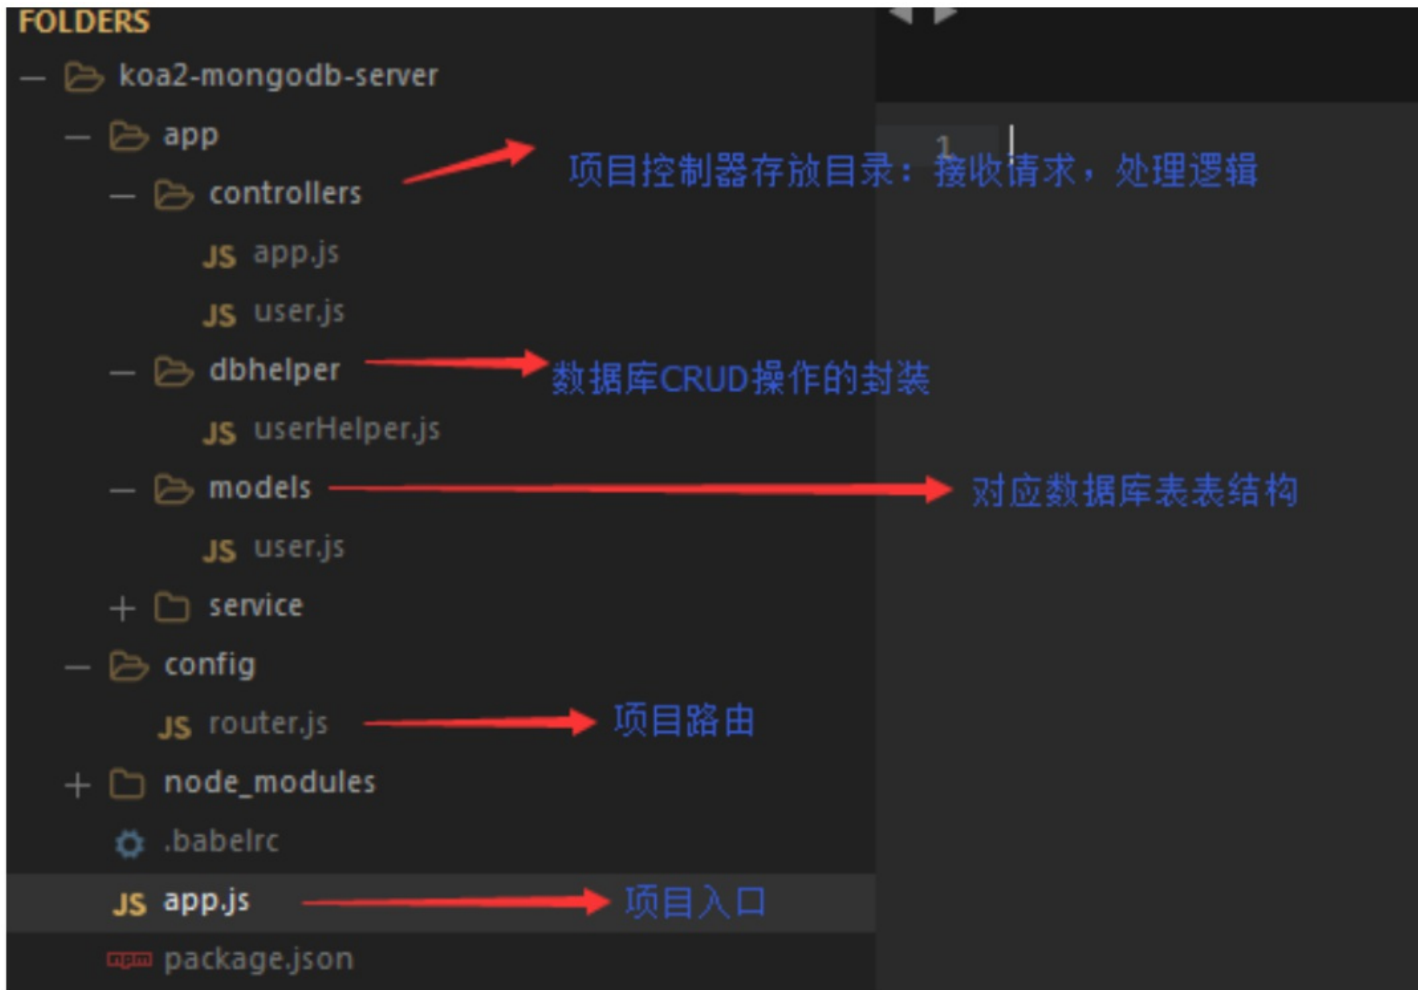 FOLDERS
koa2-mongodb-server
app
controllers
项目控制器存放目录：接收请求，处理逻辑
1
JS app.js
JS user.js
dbhelper
数据库CRUD操作的封装
JS userHelper.js
models
对应数据库表表结构
JS user.js
service
config
JS router.js
项目路由
node_modules
.babelrc
JS app.js
项目入口
npm package.json